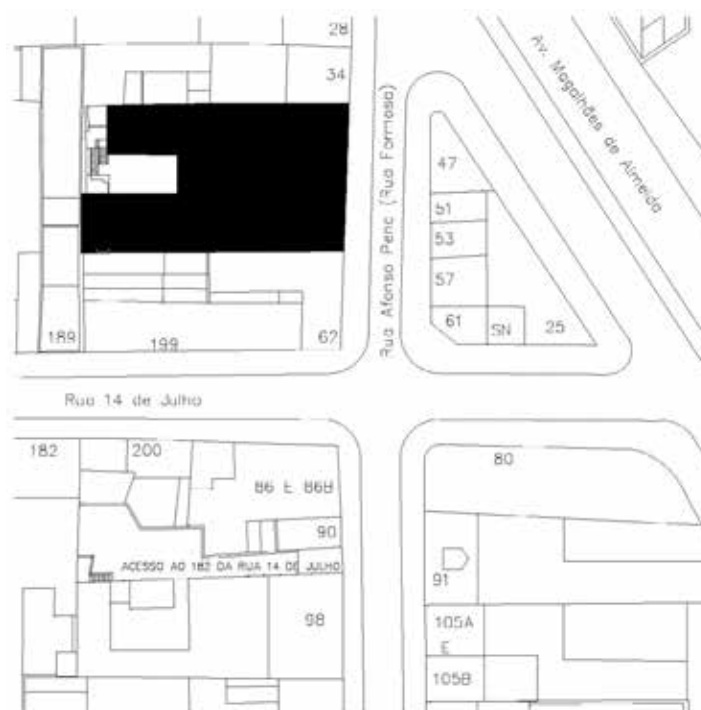 28
34
Av. Magalhães de Almeida
Rua Afonso Penc (Rua Formosa)
47
51
53
57
61
SN
25
189
199
62
Rua 14 de Julho
182
200
86 E 86B
80
90
ACESSO AO 182 DA RUA 14 DE JULHO
91
98
105A
E
105B